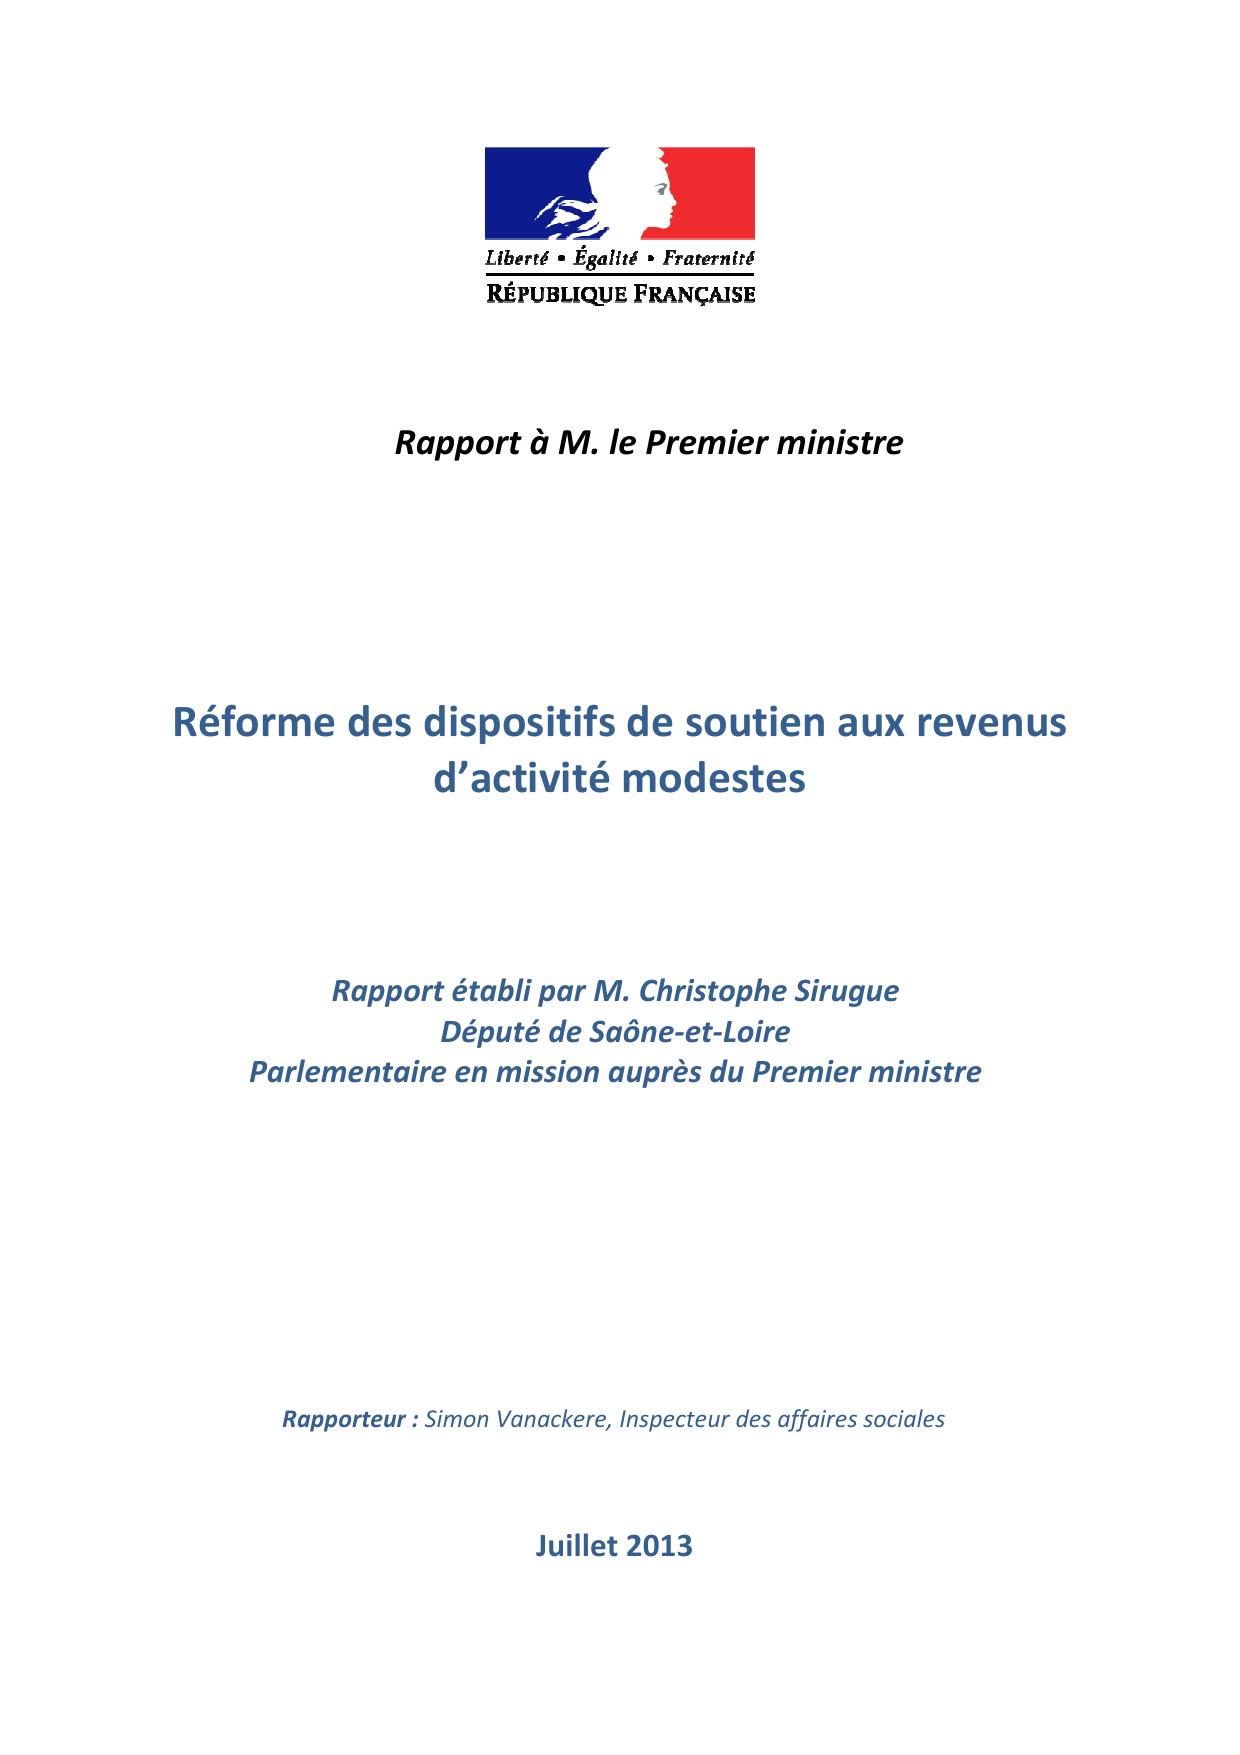 Liberté • Égalité • Fraternité
RÉPUBLIQUE FRANÇAISE
Rapport à M. le Premier ministre
Réforme des dispositifs de soutien aux revenus
d’activité modestes
Rapport établi par M. Christophe Sirugue
Député de Saône-et-Loire
Parlementaire en mission auprès du Premier ministre
Rapporteur : Simon Vanackere, Inspecteur des affaires sociales
Juillet 2013